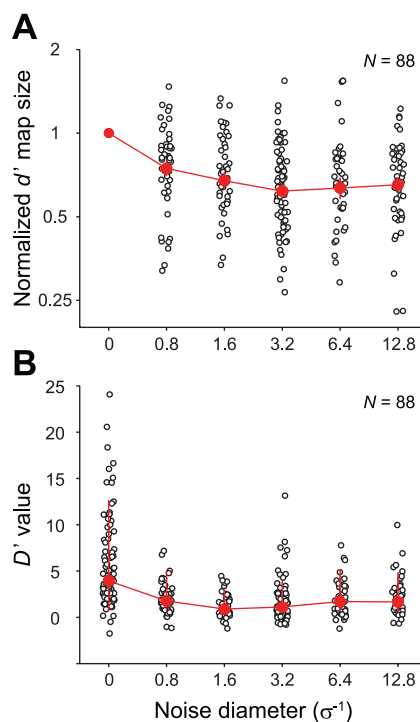 A
2
N = 88
1
0.5
0.25
Normalized d' map size
0 0.8 1.6 3.2 6.4 12.8
B
25
N = 88
20
15
10
5
0
D' value
0 0.8 1.6 3.2 6.4 12.8
Noise diameter (σ⁻¹)